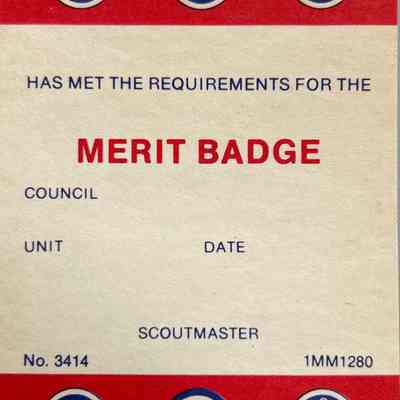 HAS MET THE REQUIREMENTS FOR THE
MERIT BADGE
COUNCIL
UNIT DATE
SCOUTMASTER
No. 3414 1MM1280